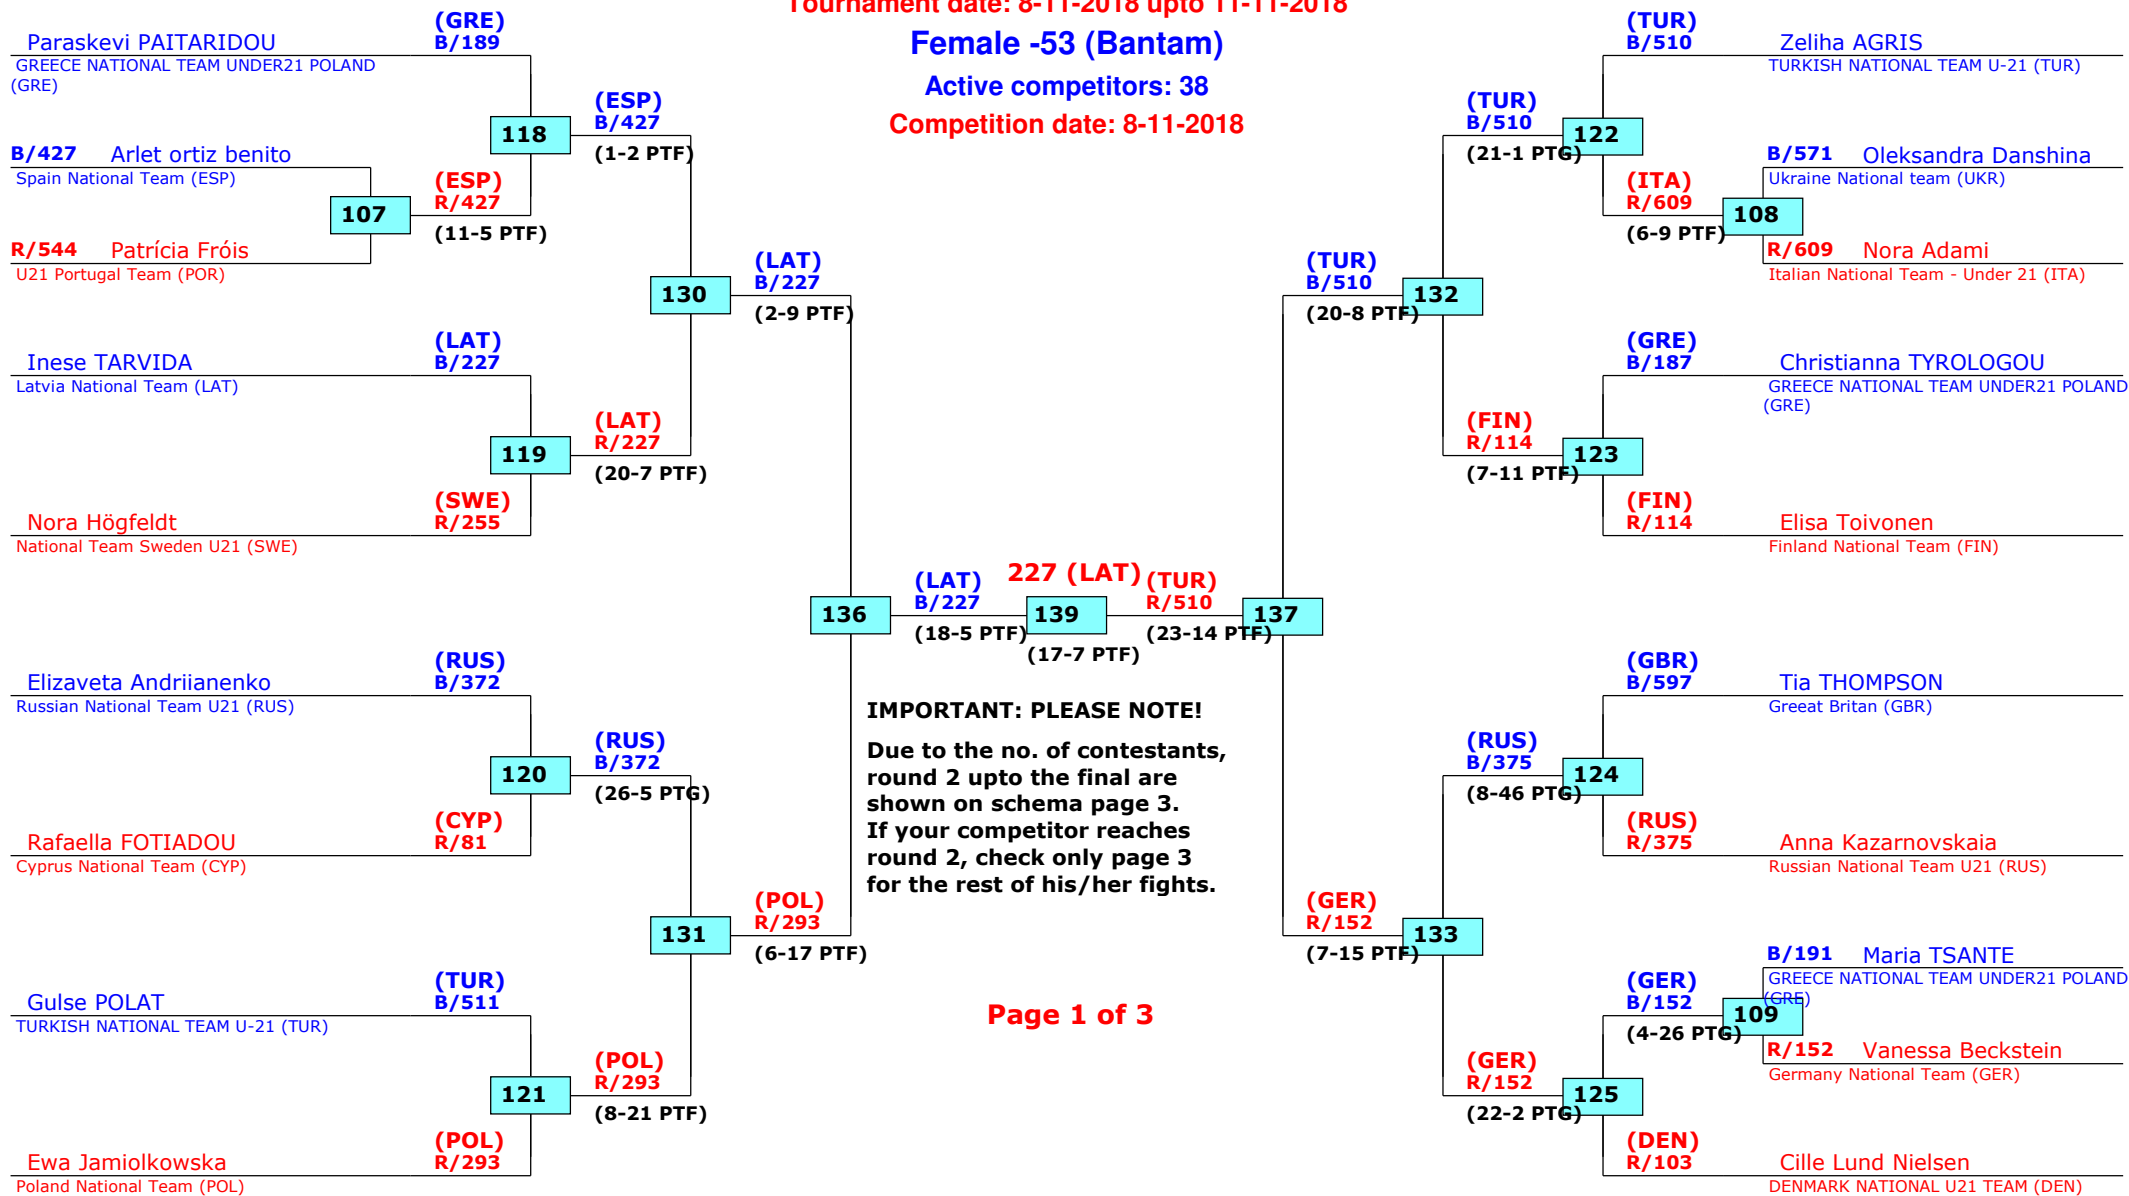 Tournament date: 8-11-2018 upto 11-11-2018
Female -53 (Bantam)
Active competitors: 38
Competition date: 8-11-2018
Paraskevi PAITARIDOU
(GRE)
B/189
GREECE NATIONAL TEAM UNDER21 POLAND
(GRE)
118
(ESP)
B/427
(1-2 PTF)
B/427 Arlet ortiz benito
Spain National Team (ESP)
107
(ESP)
R/427
(11-5 PTF)
R/544 Patrícia Fróis
U21 Portugal Team (POR)
130
(LAT)
B/227
(2-9 PTF)
Inese TARVIDA
(LAT)
B/227
Latvia National Team (LAT)
119
(LAT)
R/227
(20-7 PTF)
Nora Högfeldt
(SWE)
R/255
National Team Sweden U21 (SWE)
136
(LAT)
B/227
(18-5 PTF)
227 (LAT)
139
(17-7 PTF)
(TUR)
R/510
(23-14 PTF)
137
Elizaveta Andriianenko
(RUS)
B/372
Russian National Team U21 (RUS)
120
(RUS)
B/372
(26-5 PTG)
Rafaella FOTIADOU
(CYP)
R/81
Cyprus National Team (CYP)
131
(POL)
R/293
(6-17 PTF)
Gulse POLAT
(TUR)
B/511
TURKISH NATIONAL TEAM U-21 (TUR)
121
(POL)
R/293
(8-21 PTF)
Ewa Jamiolkowska
(POL)
R/293
Poland National Team (POL)
IMPORTANT: PLEASE NOTE!
Due to the no. of contestants,
round 2 upto the final are
shown on schema page 3.
If your competitor reaches
round 2, check only page 3
for the rest of his/her fights.
Page 1 of 3
(TUR)
B/510
Zeliha AGRIS
TURKISH NATIONAL TEAM U-21 (TUR)
(TUR)
B/510
(21-1 PTG)
122
B/571 Oleksandra Danshina
Ukraine National team (UKR)
(ITA)
R/609
(6-9 PTF)
108
R/609 Nora Adami
Italian National Team - Under 21 (ITA)
(TUR)
B/510
(20-8 PTF)
132
(GRE)
B/187
Christianna TYROLOGOU
GREECE NATIONAL TEAM UNDER21 POLAND
(GRE)
(FIN)
R/114
(7-11 PTF)
123
(FIN)
R/114
Elisa Toivonen
Finland National Team (FIN)
(GBR)
B/597
Tia THOMPSON
Greeat Britan (GBR)
(RUS)
B/375
(8-46 PTG)
124
(RUS)
R/375
Anna Kazarnovskaia
Russian National Team U21 (RUS)
(GER)
R/152
(7-15 PTF)
133
B/191 Maria TSANTE
GREECE NATIONAL TEAM UNDER21 POLAND
(GRE)
(GER)
B/152
(4-26 PTG)
109
R/152 Vanessa Beckstein
Germany National Team (GER)
(GER)
R/152
(22-2 PTG)
125
(DEN)
R/103
Cille Lund Nielsen
DENMARK NATIONAL U21 TEAM (DEN)